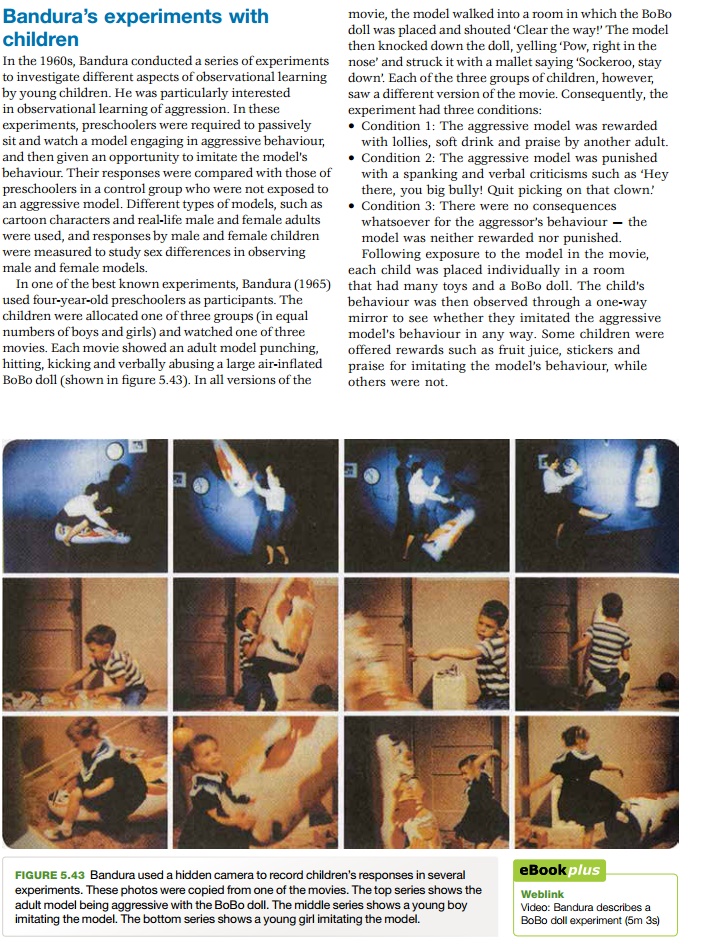 Bandura's experiments with
children
In the 1960s, Bandura conducted a series of experiments
to investigate different aspects of observational learning
by young children. He was particularly interested
in observational learning of aggression. In these
experiments, preschoolers were required to passively
sit and watch a model engaging in aggressive behaviour,
and then given an opportunity to imitate the model's
behaviour. Their responses were compared with those of
preschoolers in a control group who were not exposed to
an aggressive model. Different types of models, such as
cartoon characters and real-life male and female adults
were used, and responses by male and female children
were measured to study sex differences in observing
male and female models.
In one of the best known experiments, Bandura (1965)
used four-year-old preschoolers as participants. The
children were allocated one of three groups (in equal
numbers of boys and girls) and watched one of three
movies. Each movie showed an adult model punching,
hitting, kicking and verbally abusing a large air-inflated
BoBo doll (shown in figure 5.43). In all versions of the
movie, the model walked into a room in which the BoBo
doll was placed and shouted 'Clear the way!' The model
then knocked down the doll, yelling 'Pow, right in the
nose' and struck it with a mallet saying 'Sockeroo, stay
down'. Each of the three groups of children, however,
saw a different version of the movie. Consequently, the
experiment had three conditions:
• Condition 1: The aggressive model was rewarded
with lollies, soft drink and praise by another adult.
• Condition 2: The aggressive model was punished
with a spanking and verbal criticisms such as 'Hey
there, you big bully! Quit picking on that clown.'
• Condition 3: There were no consequences
whatsoever for the aggressor's behaviour — the
model was neither rewarded nor punished.
Following exposure to the model in the movie,
each child was placed individually in a room
that had many toys and a BoBo doll. The child's
behaviour was then observed through a one-way
mirror to see whether they imitated the aggressive
model's behaviour in any way. Some children were
offered rewards such as fruit juice, stickers and
praise for imitating the model's behaviour, while
others were not.
FIGURE 5.43 Bandura used a hidden camera to record children's responses in several
experiments. These photos were copied from one of the movies. The top series shows the
adult model being aggressive with the BoBo doll. The middle series shows a young boy
imitating the model. The bottom series shows a young girl imitating the model.
eBookplus
Weblink
Video: Bandura describes a
BoBo doll experiment (5m 3s)